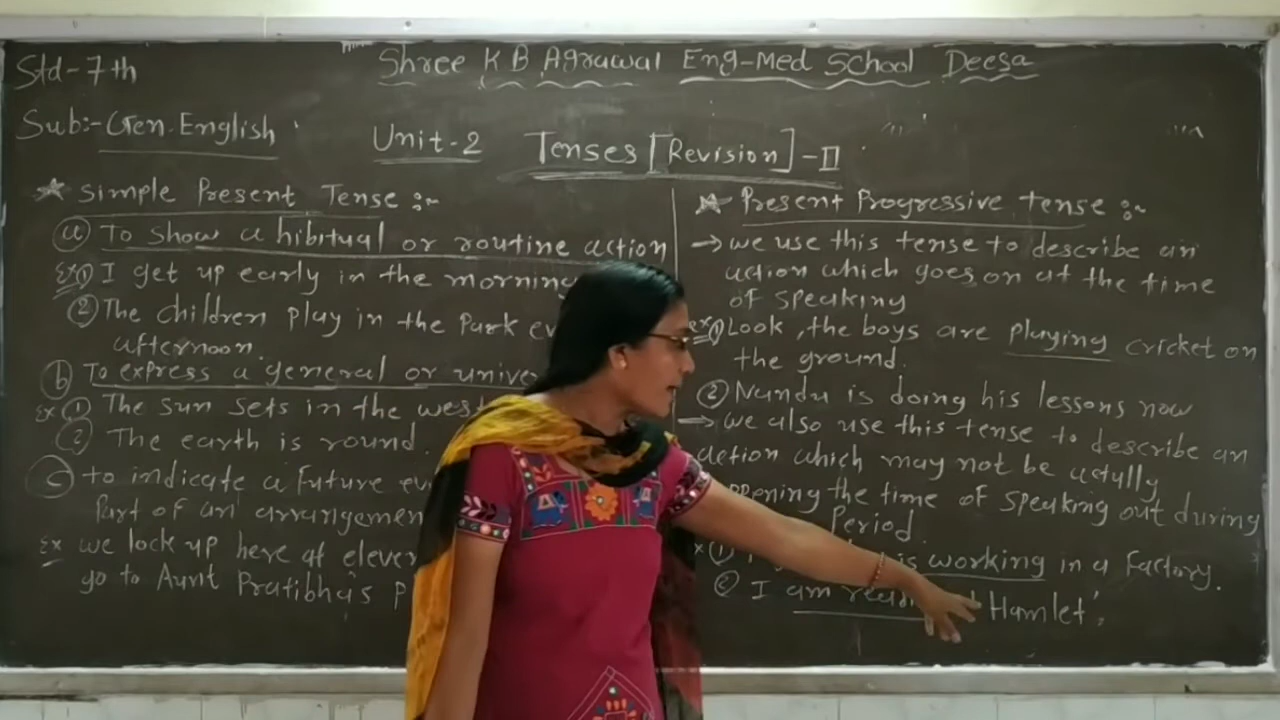 Std-7th
Shree KB Agrawal Eng-Med School Deesa
Sub:-Gen.English
Unit-2 Tenses [Revision]-II
☆ Simple Present Tense :~
(a) To show a hibitual or routine action
Ex (1) I get up early in the morning
(2) The children play in the park
afternoon.
(b) To express a general or
Ex (1) The sun sets in the west
(2) The earth is round.
(c) to indicate a future
Part of an
Ex we lock up here at
go to Aunt Pratibha's
☆ Present Progressive tense :~
→ we use this tense to describe an
action which goes on at the time
of speaking
Ex (1) Look, the boys are playing cricket on
the ground.
(2) Nandu is doing his lessons now
→ we also use this tense to describe an
action which may not be actully
the time of speaking out during
Period
(1) is working in a factory.
(2) I am Hamlet'.